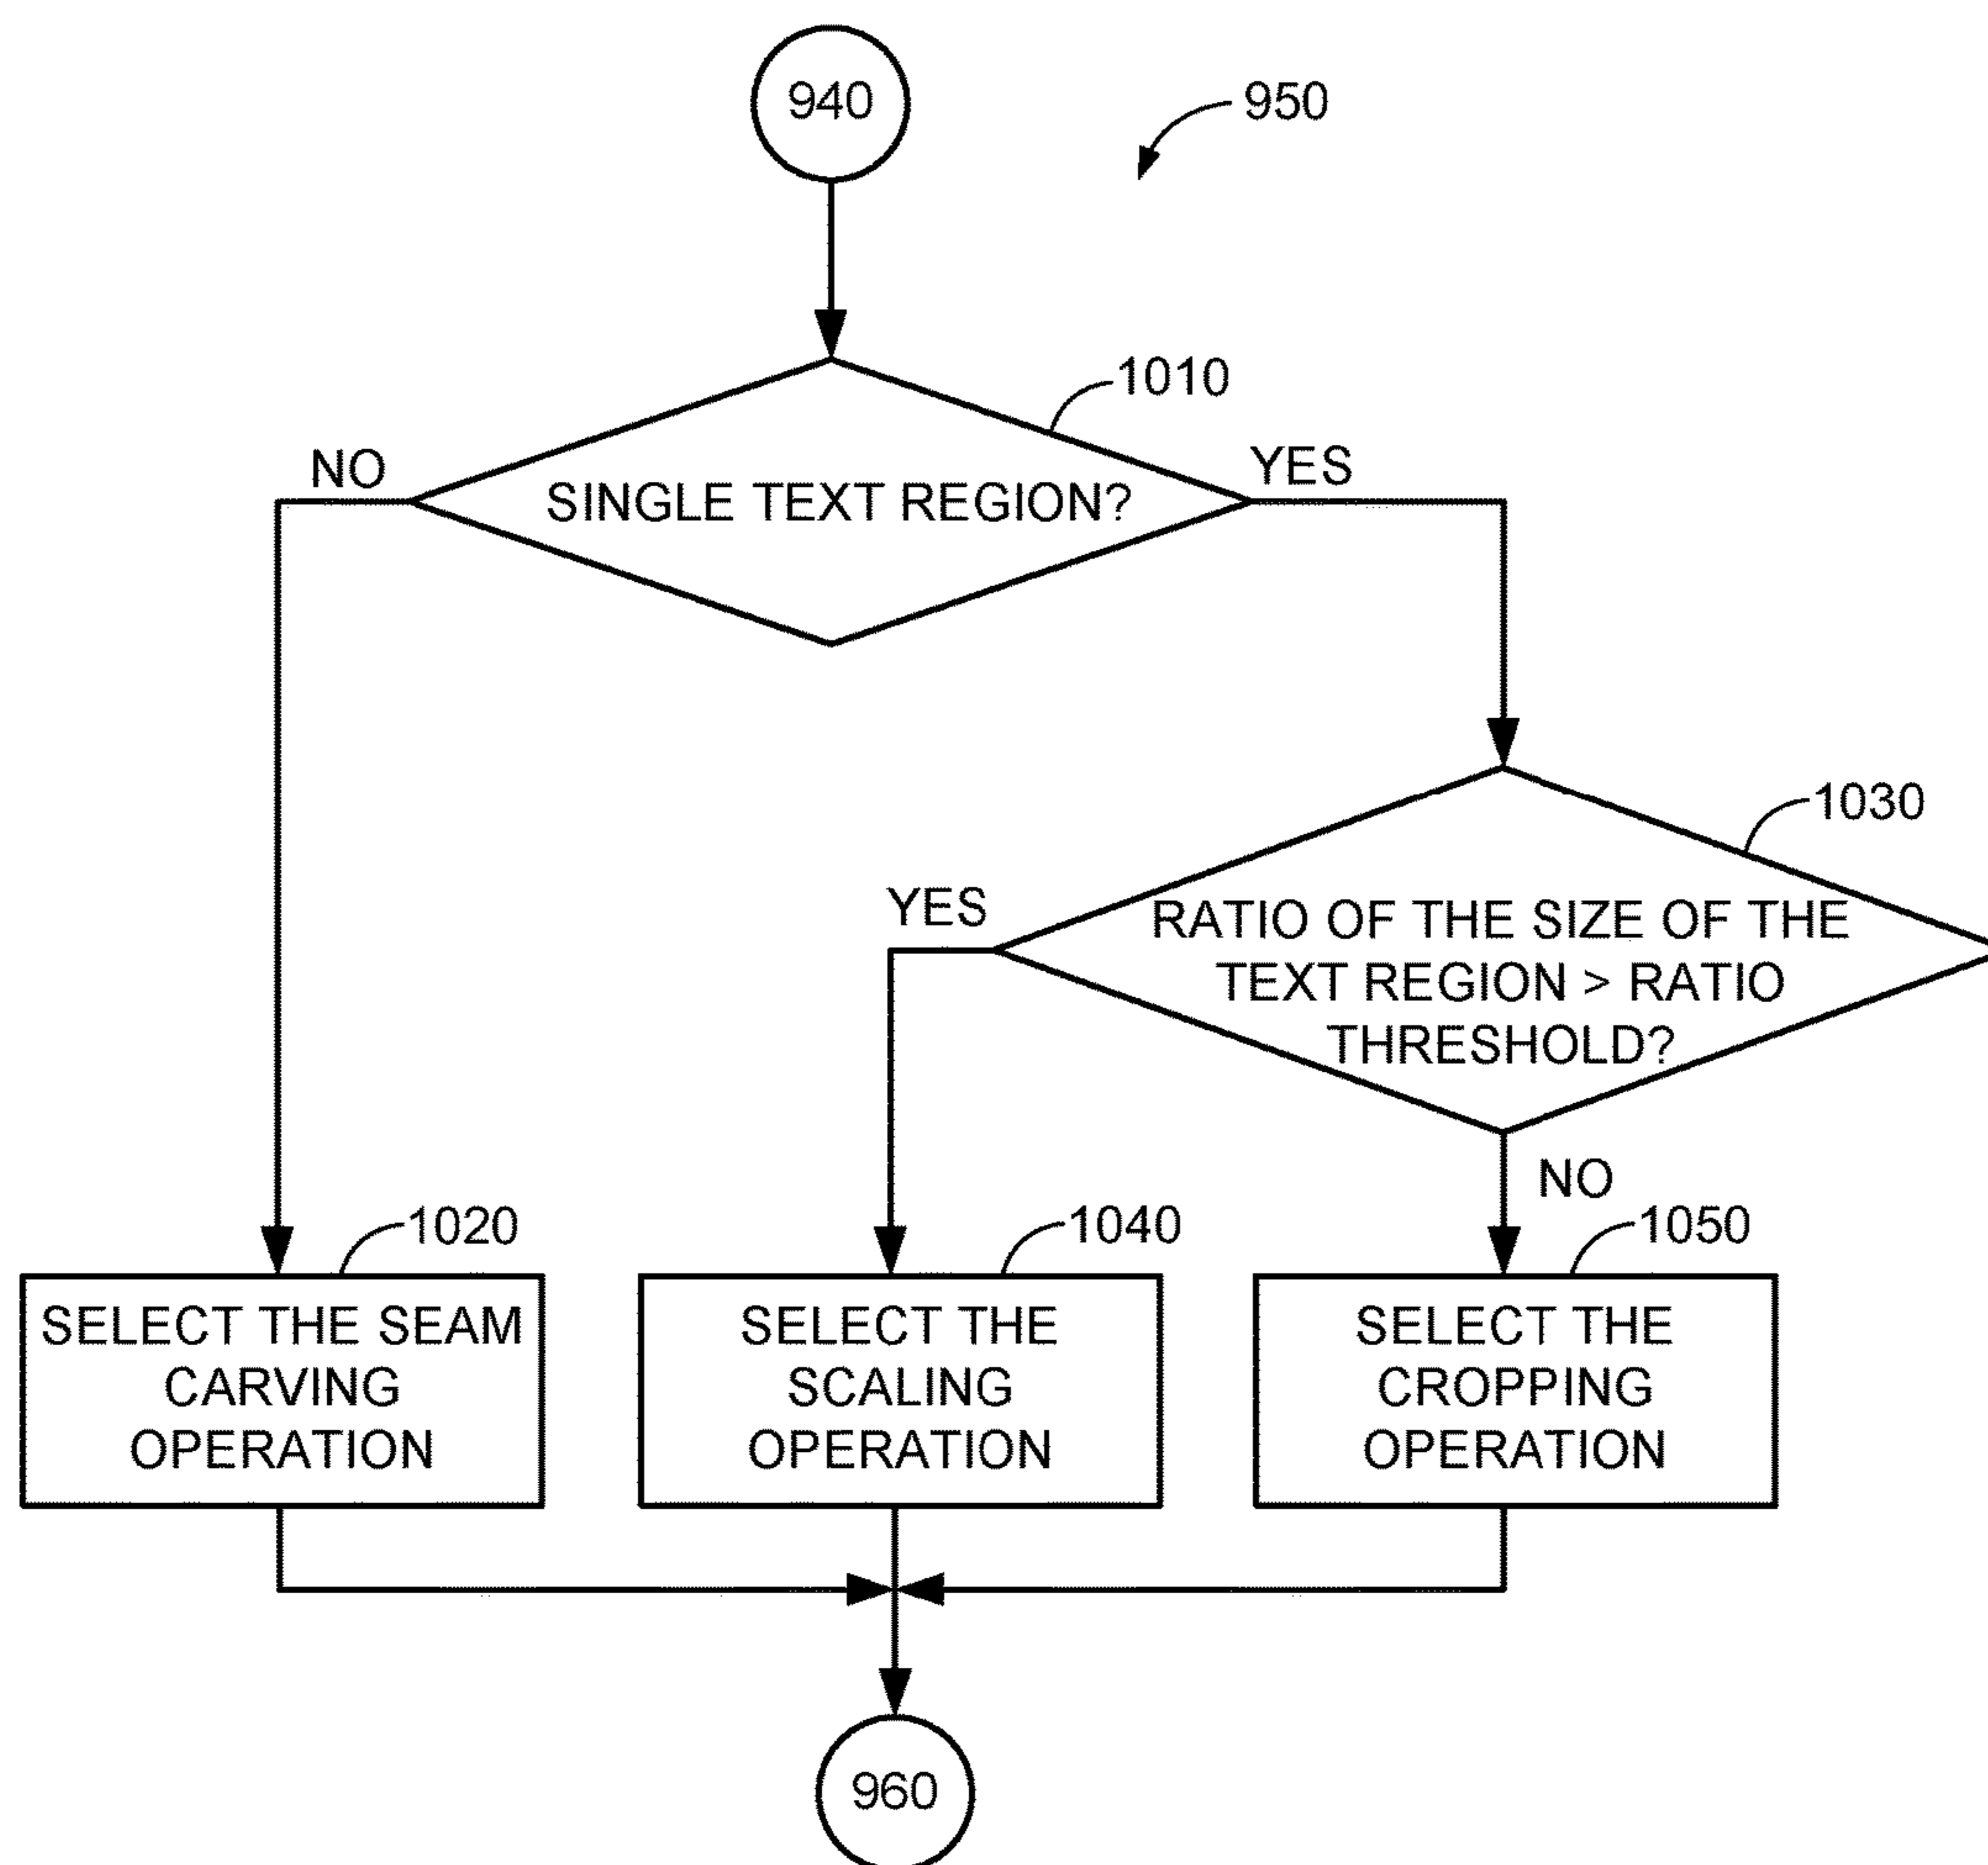 940
950
1010
NO
YES
SINGLE TEXT REGION?
1030
YES
RATIO OF THE SIZE OF THE
TEXT REGION > RATIO
THRESHOLD?
NO
1020
1040
1050
SELECT THE SEAM
CARVING
OPERATION
SELECT THE
SCALING
OPERATION
SELECT THE
CROPPING
OPERATION
960